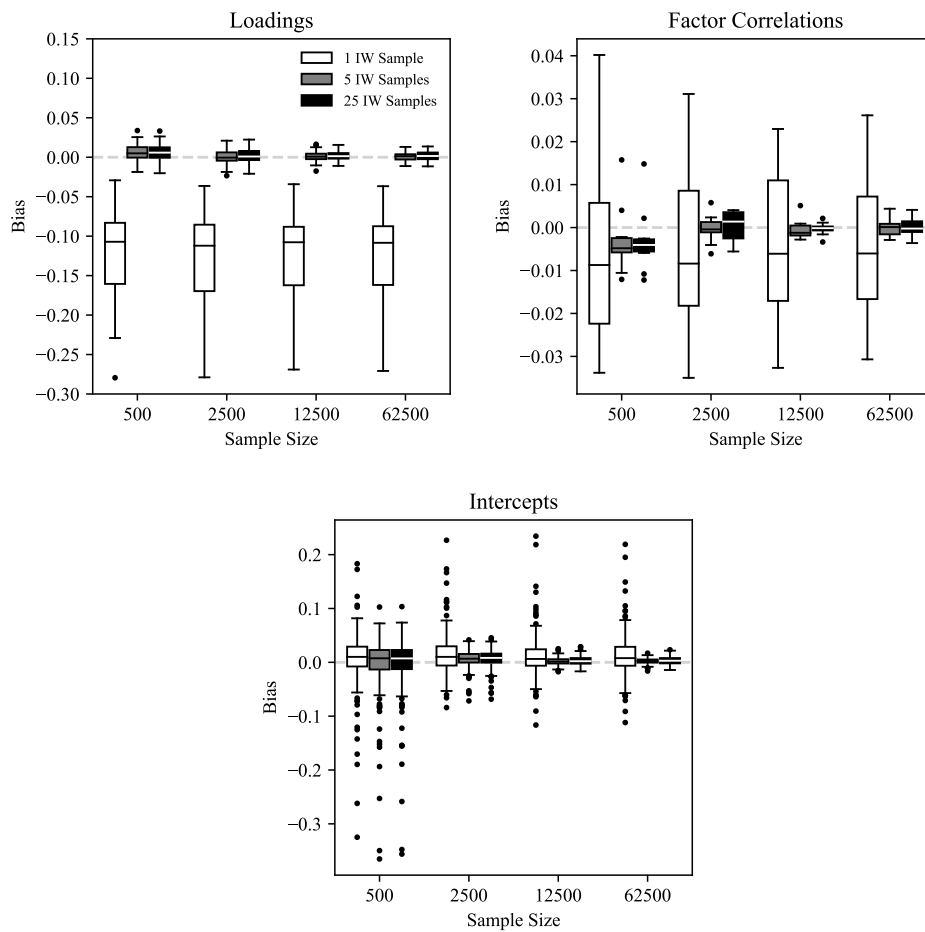 Loadings
0.15
0.10
0.05
0.00
−0.05
−0.10
−0.15
−0.20
−0.25
−0.30
Bias
1 IW Sample
5 IW Samples
25 IW Samples
500 2500 12500 62500
Sample Size
Factor Correlations
0.04
0.03
0.02
0.01
0.00
−0.01
−0.02
−0.03
Bias
500 2500 12500 62500
Sample Size
Intercepts
0.2
0.1
0.0
−0.1
−0.2
−0.3
Bias
500 2500 12500 62500
Sample Size